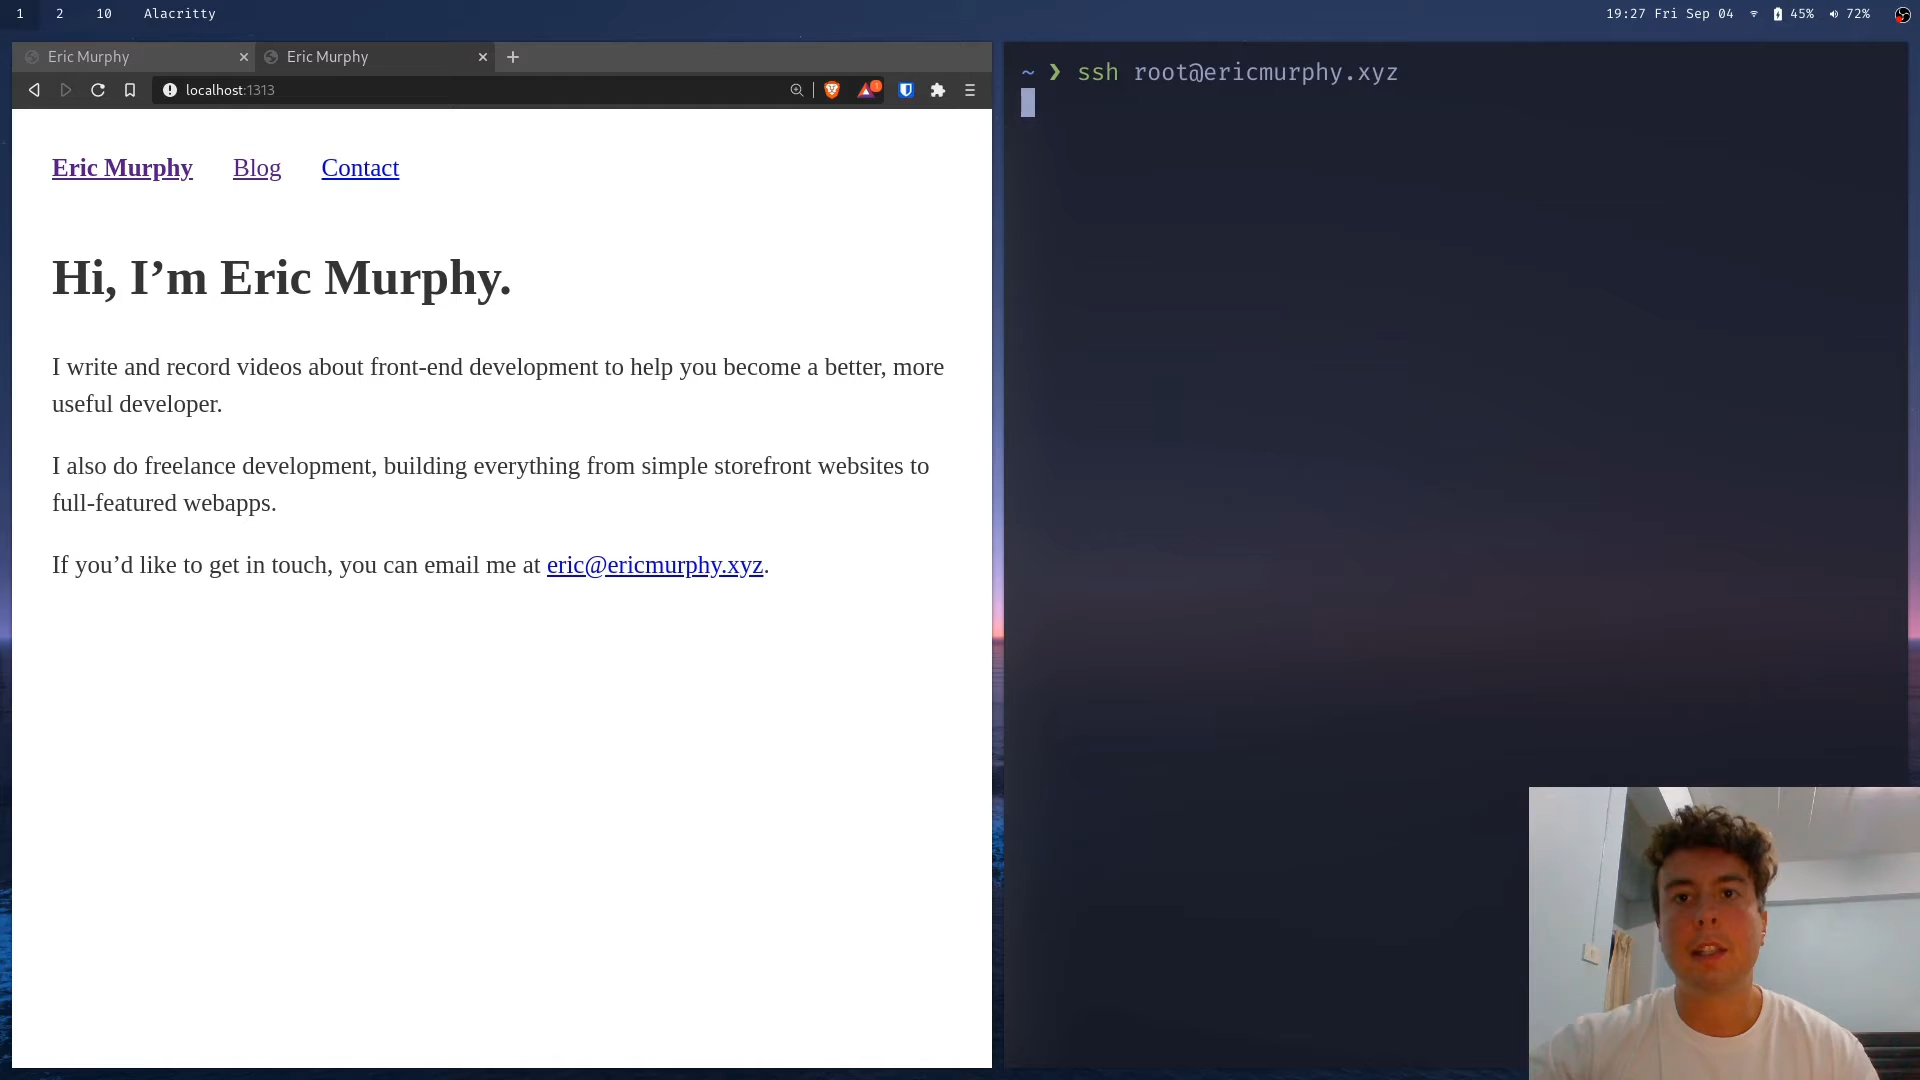 1 2 10 Alacritty 19:27 Fri Sep 04 45% 72%
Eric Murphy Eric Murphy
localhost:1313 1
Eric Murphy Blog Contact
Hi, I’m Eric Murphy.
I write and record videos about front-end development to help you become a better, more
useful developer.
I also do freelance development, building everything from simple storefront websites to
full-featured webapps.
If you’d like to get in touch, you can email me at eric@ericmurphy.xyz.
~ ❯ ssh root@ericmurphy.xyz